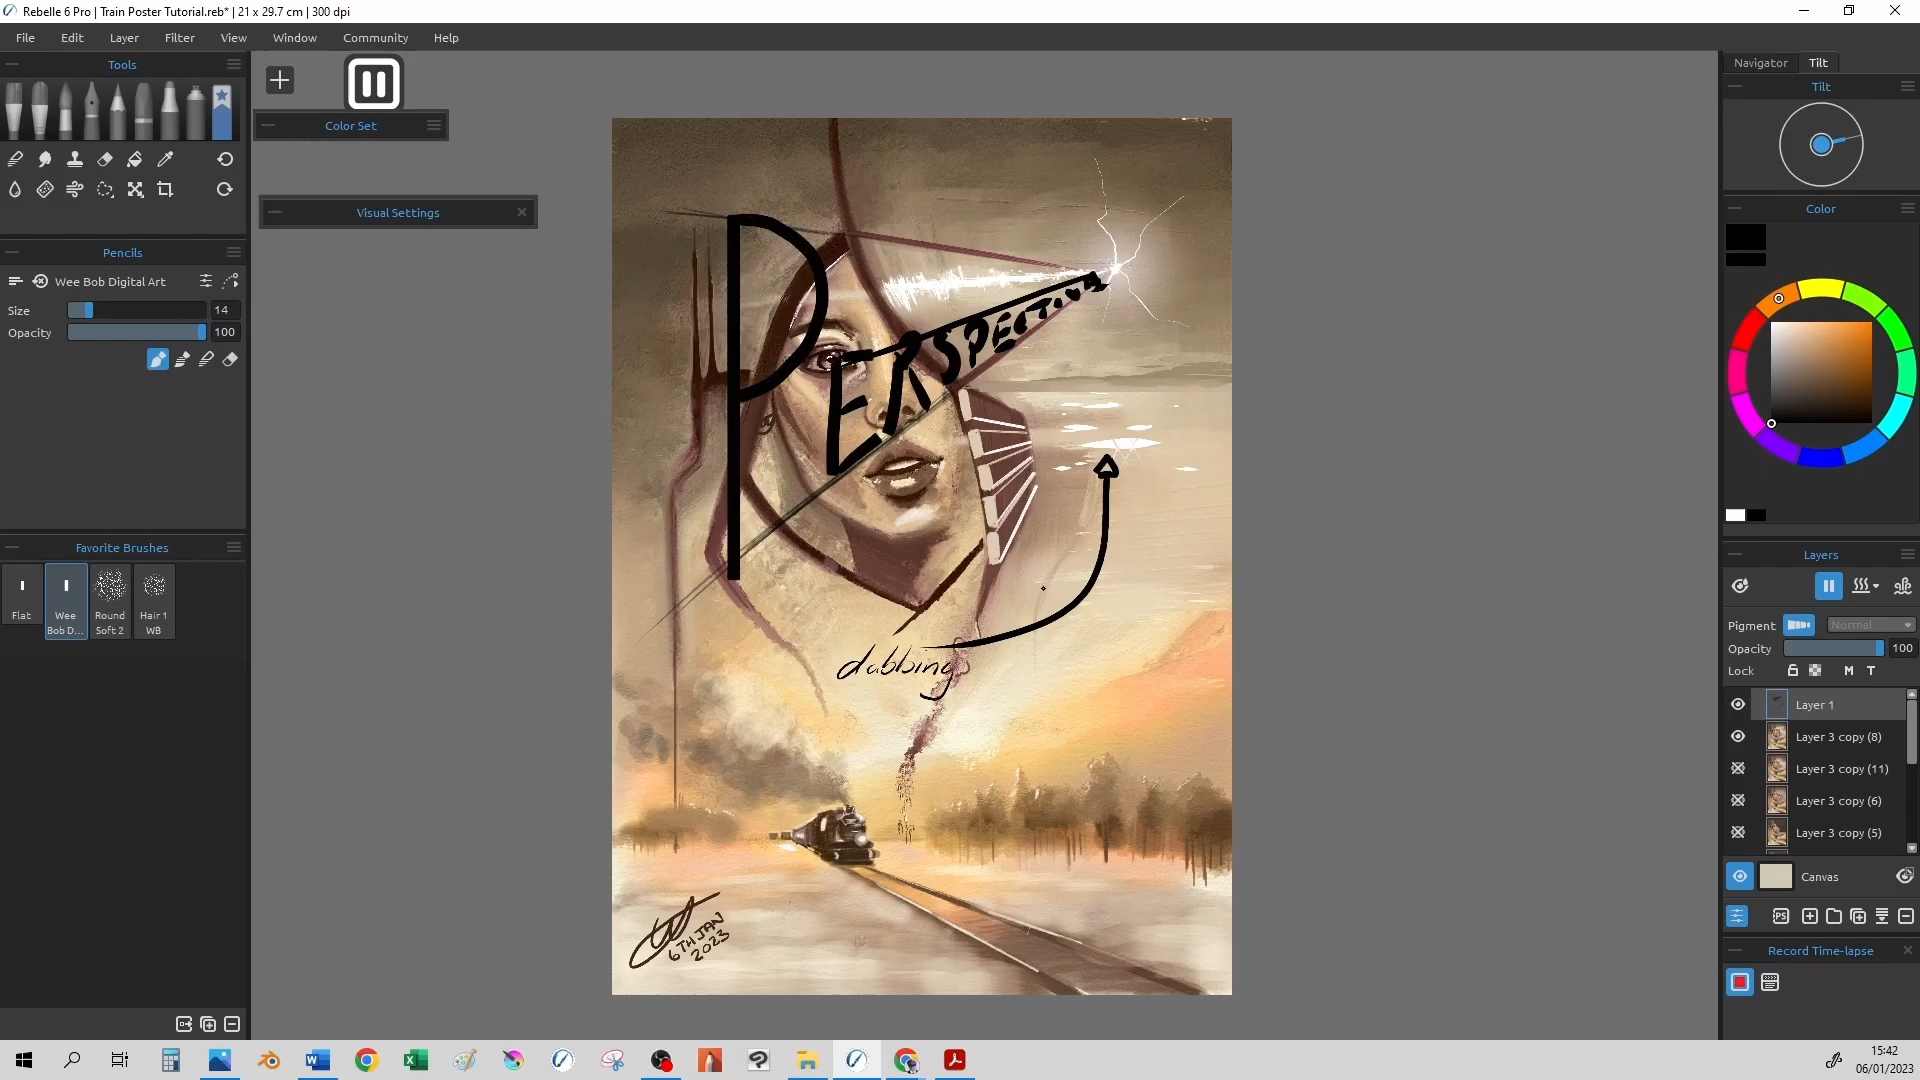 Rebelle 6 Pro | Train Poster Tutorial.reb* | 21 x 29.7 cm | 300 dpi
File Edit Layer Filter View Window Community Help
Tools
Color Set
Visual Settings
Pencils
Wee Bob Digital Art
Size 14
Opacity 100
Favorite Brushes
Flat
Wee Bob D...
Round Soft 2
Hair 1 WB
PERSPECTIVE
dabbing
6TH JAN
2023
Navigator Tilt
Tilt
Color
Layers
Pigment Normal
Opacity 100
Lock M T
Layer 1
Layer 3 copy (8)
Layer 3 copy (11)
Layer 3 copy (6)
Layer 3 copy (5)
Canvas
PS
Record Time-lapse
15:42
06/01/2023